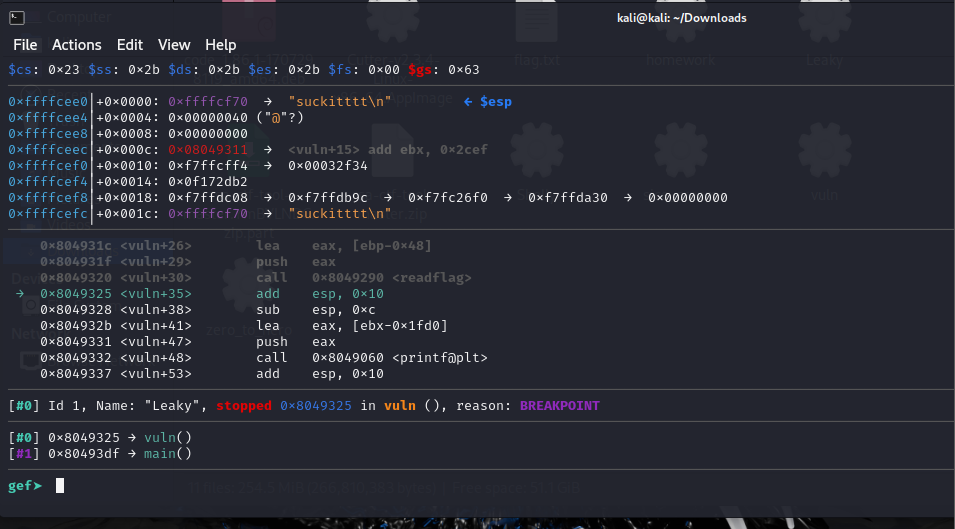 kali@kali: ~/Downloads
File Actions Edit View Help
$cs: 0×23 $ss: 0×2b $ds: 0×2b $es: 0×2b $fs: 0×00 $gs: 0×63
0×ffffcee0│+0×0000: 0×ffffcf70 → "suckitttt\n" ← $esp
0×ffffcee4│+0×0004: 0×00000040 ("@"?)
0×ffffcee8│+0×0008: 0×00000000
0×ffffceec│+0×000c: 0×08049311 → <vuln+15> add ebx, 0×2cef
0×ffffcef0│+0×0010: 0×f7ffcff4 → 0×00032f34
0×ffffcef4│+0×0014: 0×0f172db2
0×ffffcef8│+0×0018: 0×f7ffdc08 → 0×f7ffdb9c → 0×f7fc26f0 → 0×f7ffda30 → 0×00000000
0×ffffcefc│+0×001c: 0×ffffcf70 → "suckitttt\n"
0×804931c <vuln+26> lea eax, [ebp-0×48]
0×804931f <vuln+29> push eax
0×8049320 <vuln+30> call 0×8049290 <readflag>
→ 0×8049325 <vuln+35> add esp, 0×10
0×8049328 <vuln+38> sub esp, 0×c
0×804932b <vuln+41> lea eax, [ebx-0×1fd0]
0×8049331 <vuln+47> push eax
0×8049332 <vuln+48> call 0×8049060 <printf@plt>
0×8049337 <vuln+53> add esp, 0×10
[#0] Id 1, Name: "Leaky", stopped 0×8049325 in vuln (), reason: BREAKPOINT
[#0] 0×8049325 → vuln()
[#1] 0×80493df → main()
gef➤
Computer
flag.txt
homework
Leaky
vuln